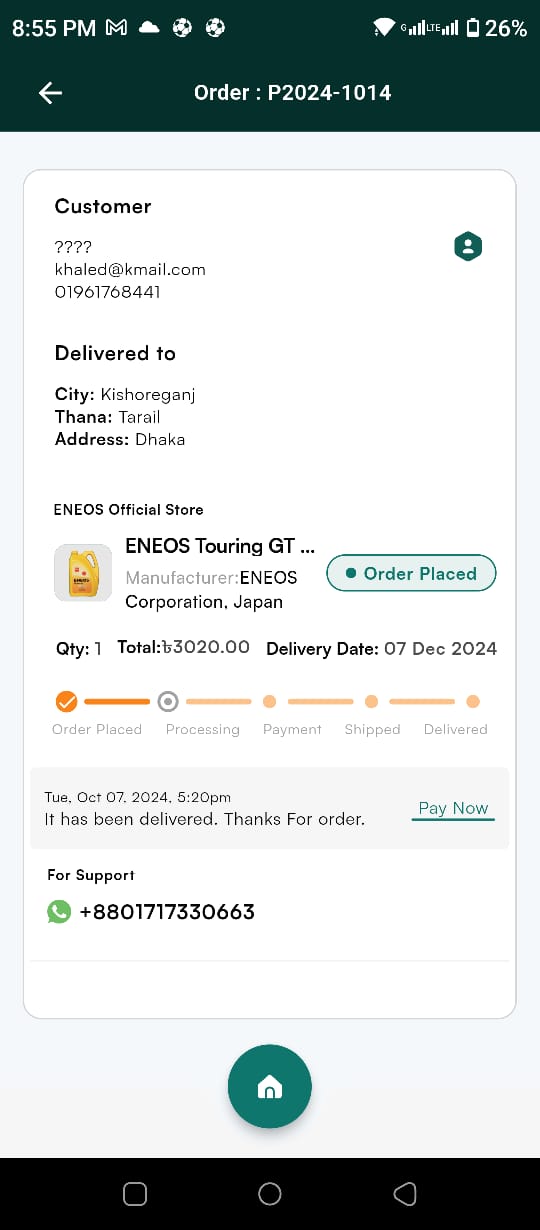 8:55 PM G LTE 26%
Order : P2024-1014
Customer
????
khaled@kmail.com
01961768441
Delivered to
City: Kishoreganj
Thana: Tarail
Address: Dhaka
ENEOS Official Store
ENEOS Touring GT ...
Manufacturer:ENEOS
Corporation, Japan
Order Placed
ENEOS
Qty: 1 Total:৳3020.00 Delivery Date: 07 Dec 2024
Order Placed Processing Payment Shipped Delivered
Tue, Oct 07, 2024, 5:20pm
It has been delivered. Thanks For order.
Pay Now
For Support
+8801717330663